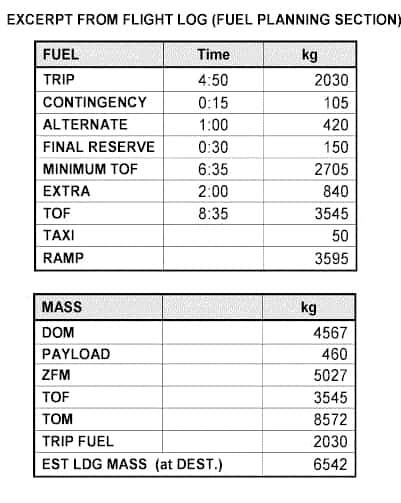 EXCERPT FROM FLIGHT LOG (FUEL PLANNING SECTION)
FUEL Time kg
TRIP 4:50 2030
CONTINGENCY 0:15 105
ALTERNATE 1:00 420
FINAL RESERVE 0:30 150
MINIMUM TOF 6:35 2705
EXTRA 2:00 840
TOF 8:35 3545
TAXI 50
RAMP 3595
MASS kg
DOM 4567
PAYLOAD 460
ZFM 5027
TOF 3545
TOM 8572
TRIP FUEL 2030
EST LDG MASS (at DEST.) 6542